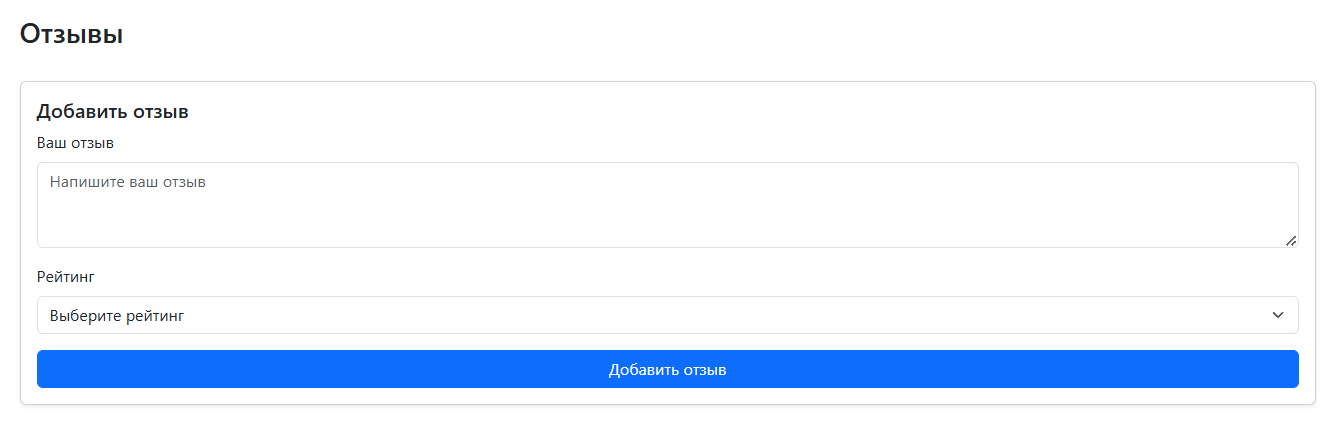 Отзывы
Добавить отзыв
Ваш отзыв
Напишите ваш отзыв
Рейтинг
Выберите рейтинг
Добавить отзыв